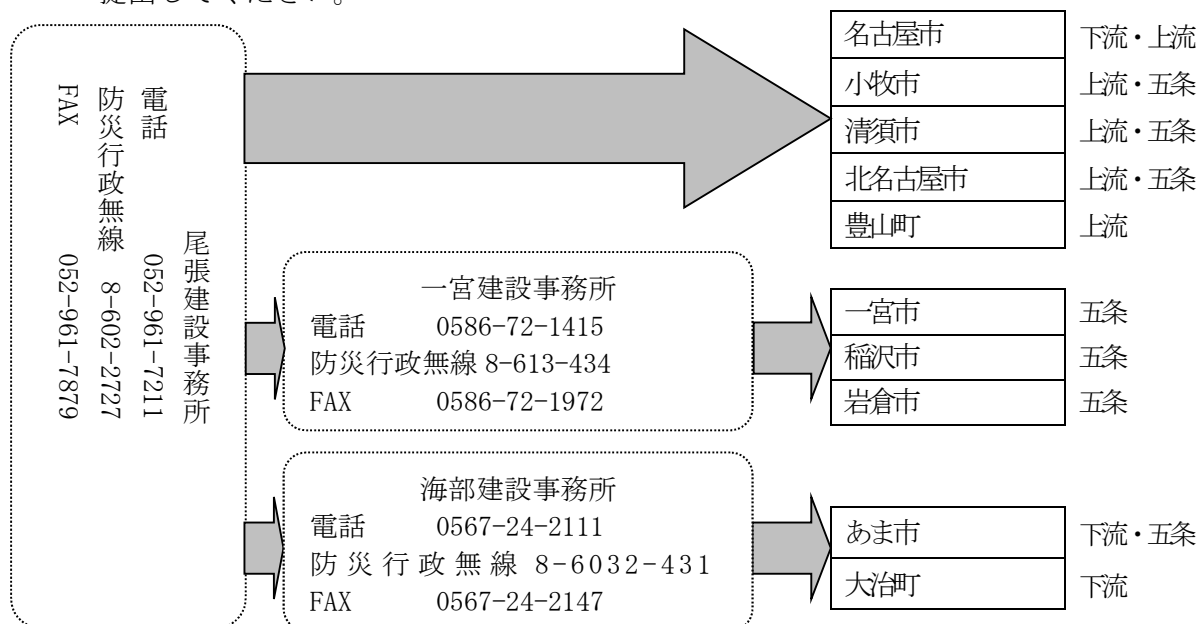 提出してください。
尾張建設事務所
電話 052-961-7211
防災行政無線 8-602-2727
FAX 052-961-7879
名古屋市 下流・上流
小牧市 上流・五条
清須市 上流・五条
北名古屋市 上流・五条
豊山町 上流
一宮建設事務所
電話 0586-72-1415
防災行政無線 8-613-434
FAX 0586-72-1972
一宮市 五条
稲沢市 五条
岩倉市 五条
海部建設事務所
電話 0567-24-2111
防災行政無線 8-6032-431
FAX 0567-24-2147
あま市 下流・五条
大治町 下流